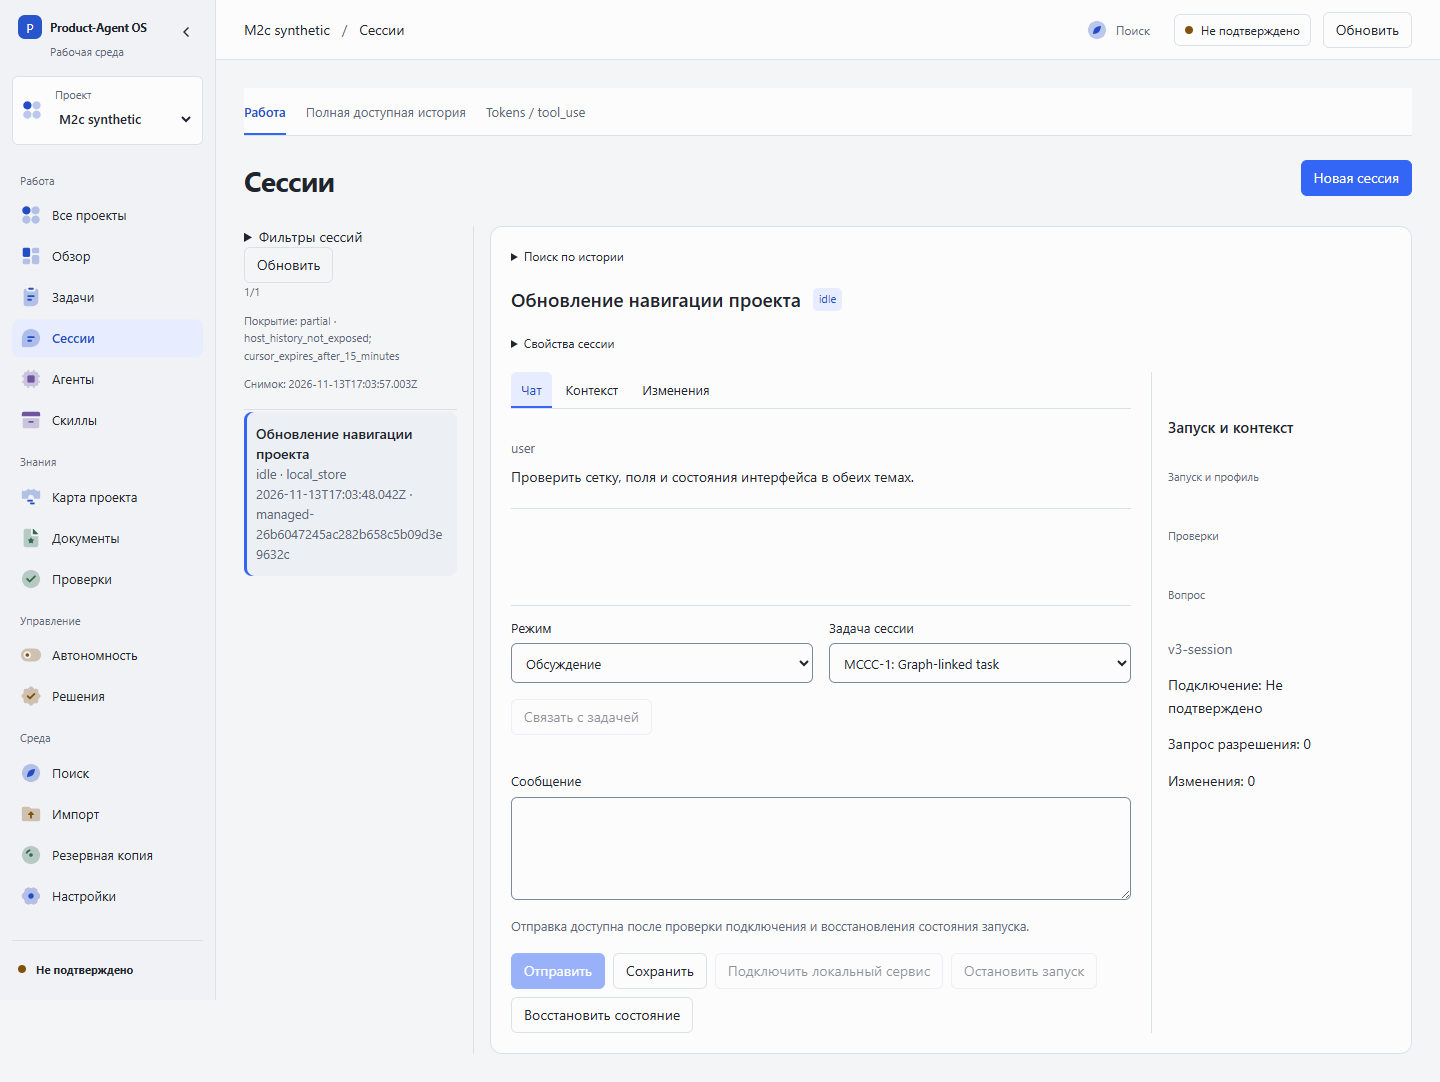 P
Product-Agent OS
Рабочая среда
Проект
M2c synthetic
Работа
Все проекты
Обзор
Задачи
Сессии
Агенты
Скиллы
Знания
Карта проекта
Документы
Проверки
Управление
Автономность
Решения
Среда
Поиск
Импорт
Резервная копия
Настройки
Не подтверждено
M2c synthetic / Сессии
Поиск
Не подтверждено
Обновить
Работа
Полная доступная история
Tokens / tool_use
Сессии
Новая сессия
Фильтры сессий
Обновить
1/1
Покрытие: partial ·
host_history_not_exposed;
cursor_expires_after_15_minutes
Снимок: 2026-11-13T17:03:57.003Z
Обновление навигации
проекта
idle · local_store
2026-11-13T17:03:48.042Z ·
managed-
26b6047245ac282b658c5b09d3e
9632c
Поиск по истории
Обновление навигации проекта
idle
Свойства сессии
Чат
Контекст
Изменения
user
Проверить сетку, поля и состояния интерфейса в обеих темах.
Режим
Обсуждение
Задача сессии
MCCC-1: Graph-linked task
Связать с задачей
Сообщение
Отправка доступна после проверки подключения и восстановления состояния запуска.
Отправить
Сохранить
Подключить локальный сервис
Остановить запуск
Восстановить состояние
Запуск и контекст
Запуск и профиль
Проверки
Вопрос
v3-session
Подключение: Не
подтверждено
Запрос разрешения: 0
Изменения: 0